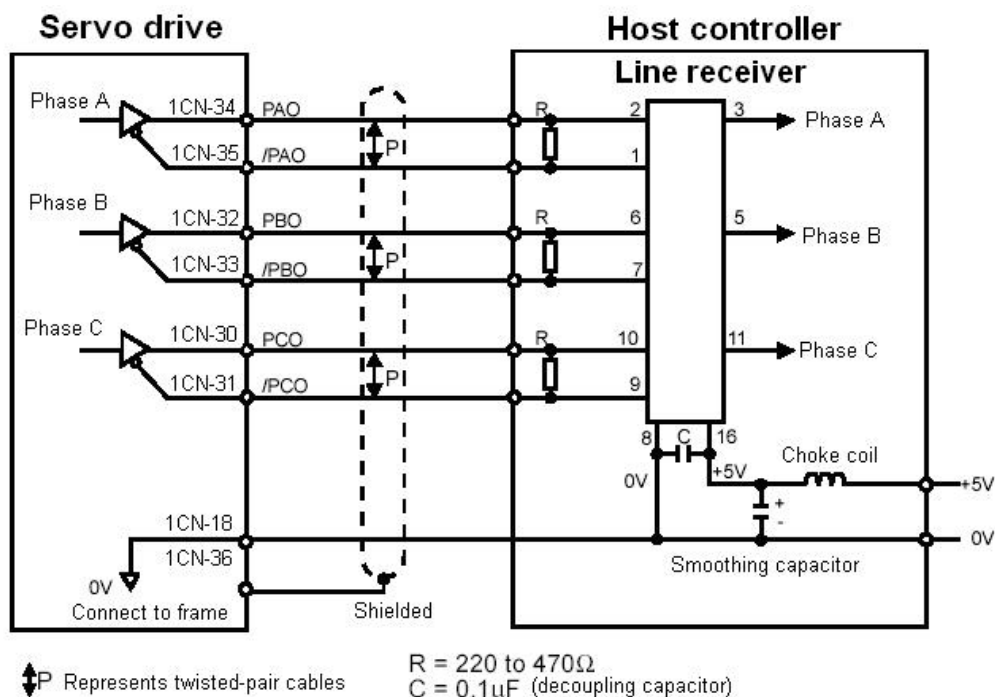 Servo drive
Host controller
Line receiver
Phase A
1CN-34
PAO
R
2
3
Phase A
P
1CN-35
/PAO
1
Phase B
1CN-32
PBO
R
6
5
Phase B
P
1CN-33
/PBO
7
Phase C
1CN-30
PCO
R
10
11
Phase C
P
1CN-31
/PCO
9
8
C
16
Choke coil
0V
+5V
+5V
+
-
1CN-18
0V
1CN-36
Smoothing capacitor
0V
Connect to frame
Shielded
P Represents twisted-pair cables
R = 220 to 470Ω
C = 0.1µF (decoupling capacitor)